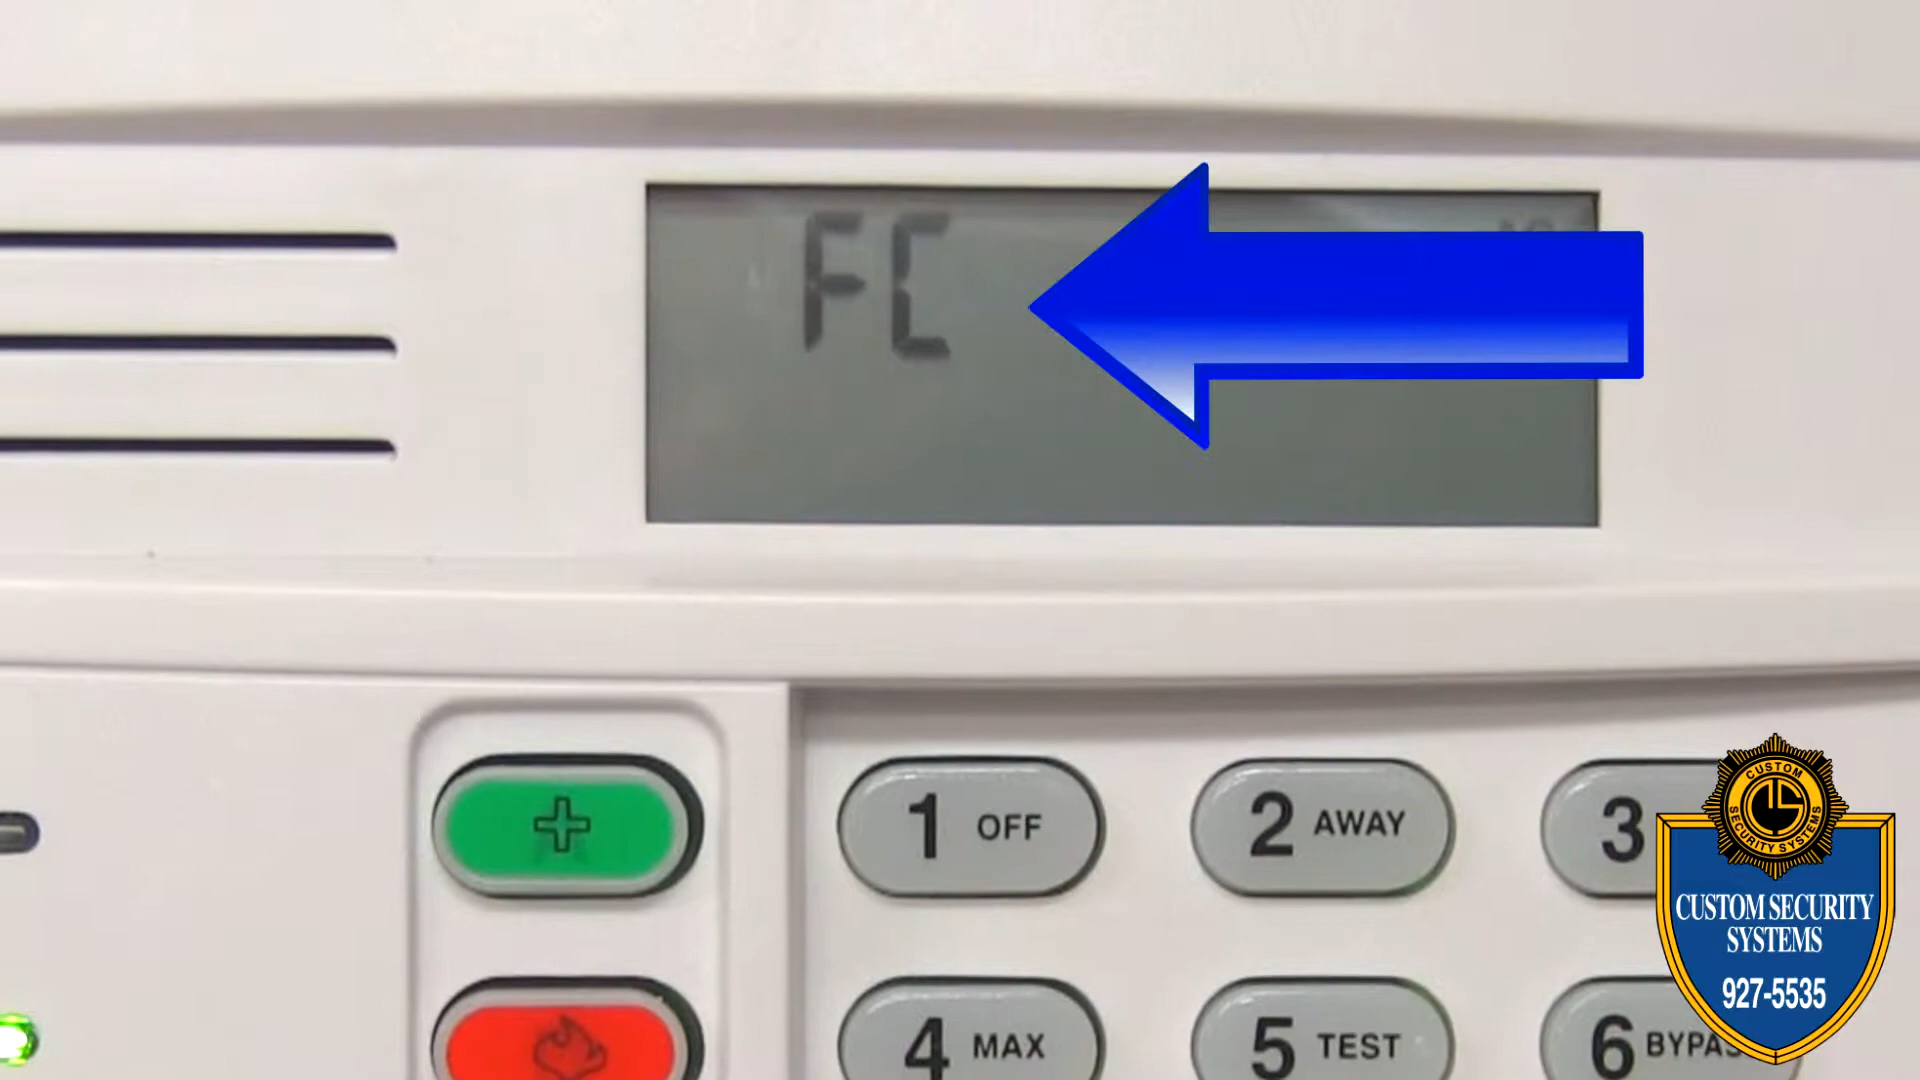 FC
1 OFF
2 AWAY
3
4 MAX
5 TEST
6
CUSTOM
SECURITY SYSTEMS
CUSTOM SECURITY
SYSTEMS
927-5535